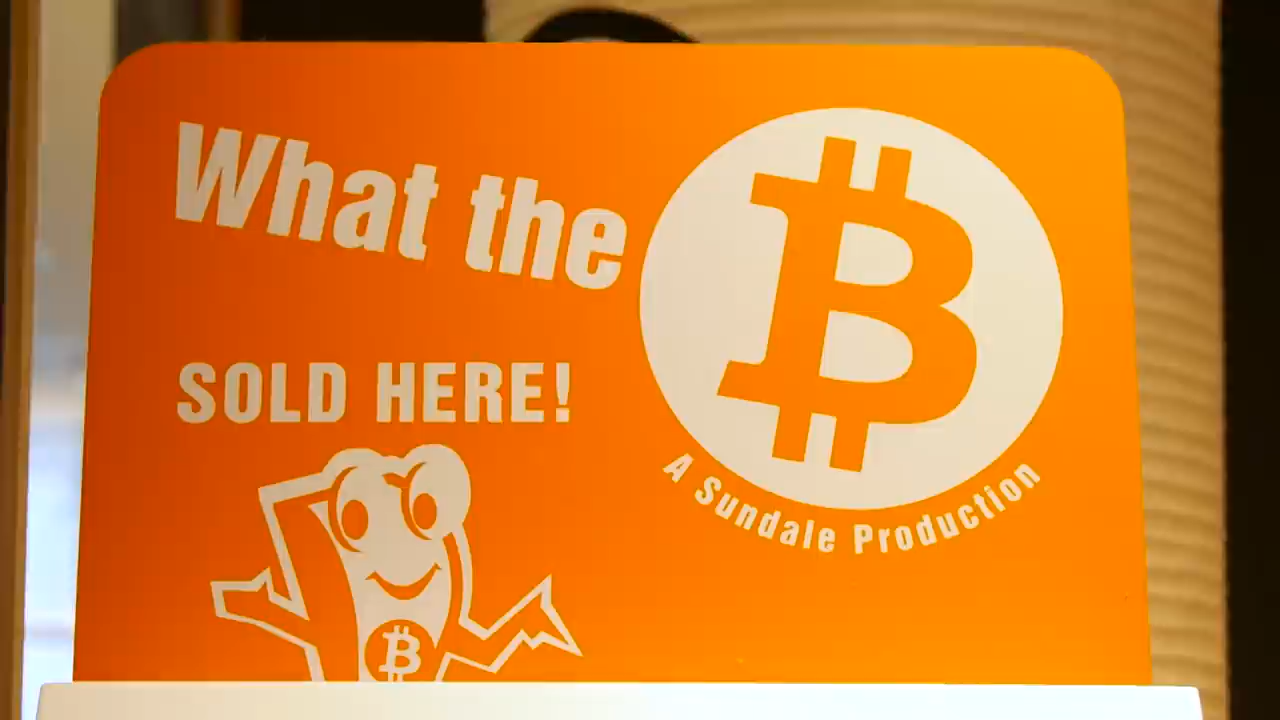 What the
₿
SOLD HERE!
A Sundale Production
₿